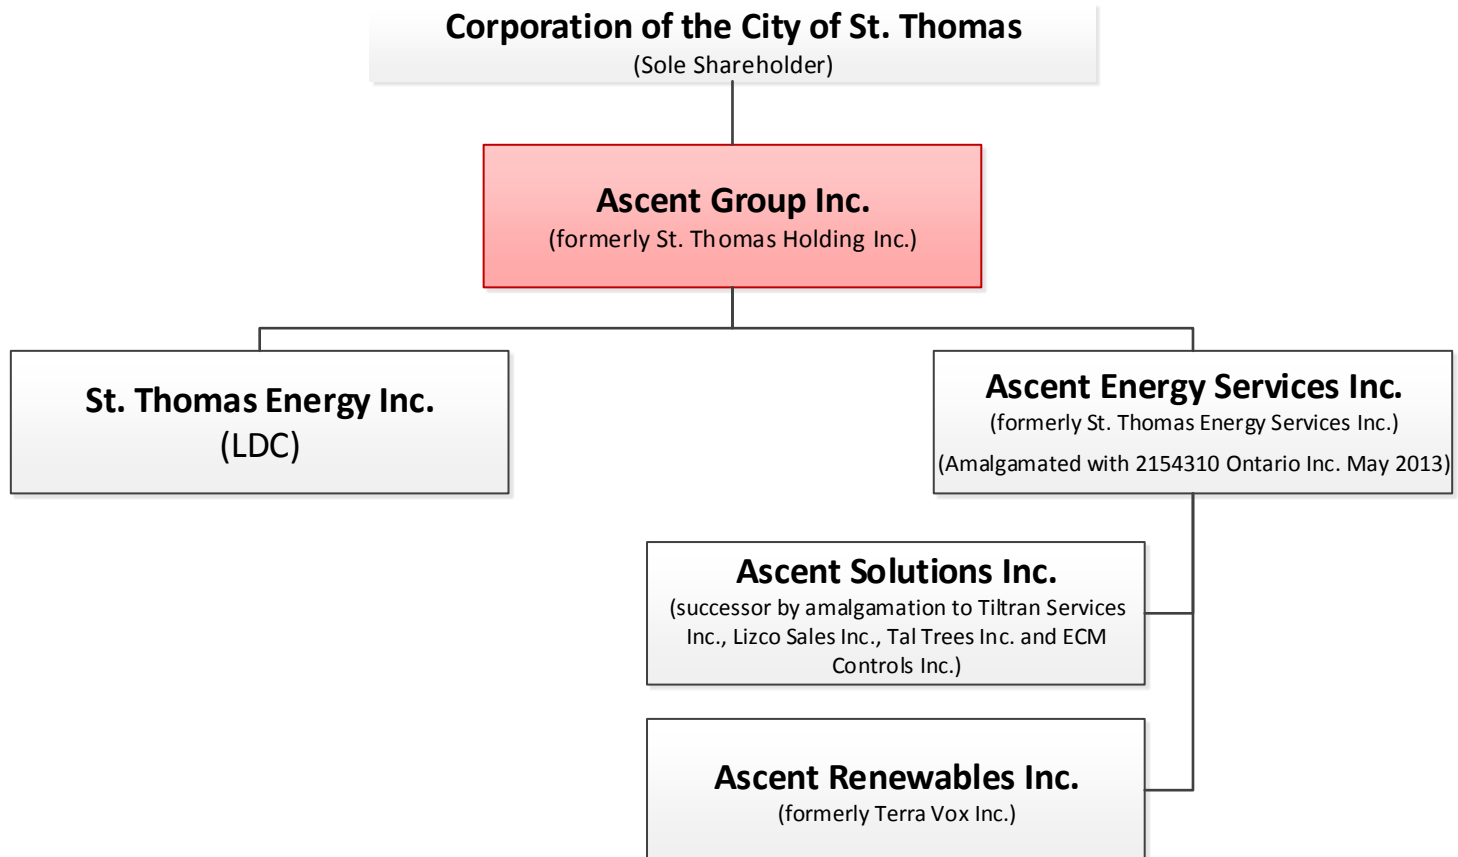 Corporation of the City of St. Thomas
(Sole Shareholder)
Ascent Group Inc.
(formerly St. Thomas Holding Inc.)
St. Thomas Energy Inc.
(LDC)
Ascent Energy Services Inc.
(formerly St. Thomas Energy Services Inc.)
(Amalgamated with 2154310 Ontario Inc. May 2013)
Ascent Solutions Inc.
(successor by amalgamation to Tiltran Services
Inc., Lizco Sales Inc., Tal Trees Inc. and ECM
Controls Inc.)
Ascent Renewables Inc.
(formerly Terra Vox Inc.)